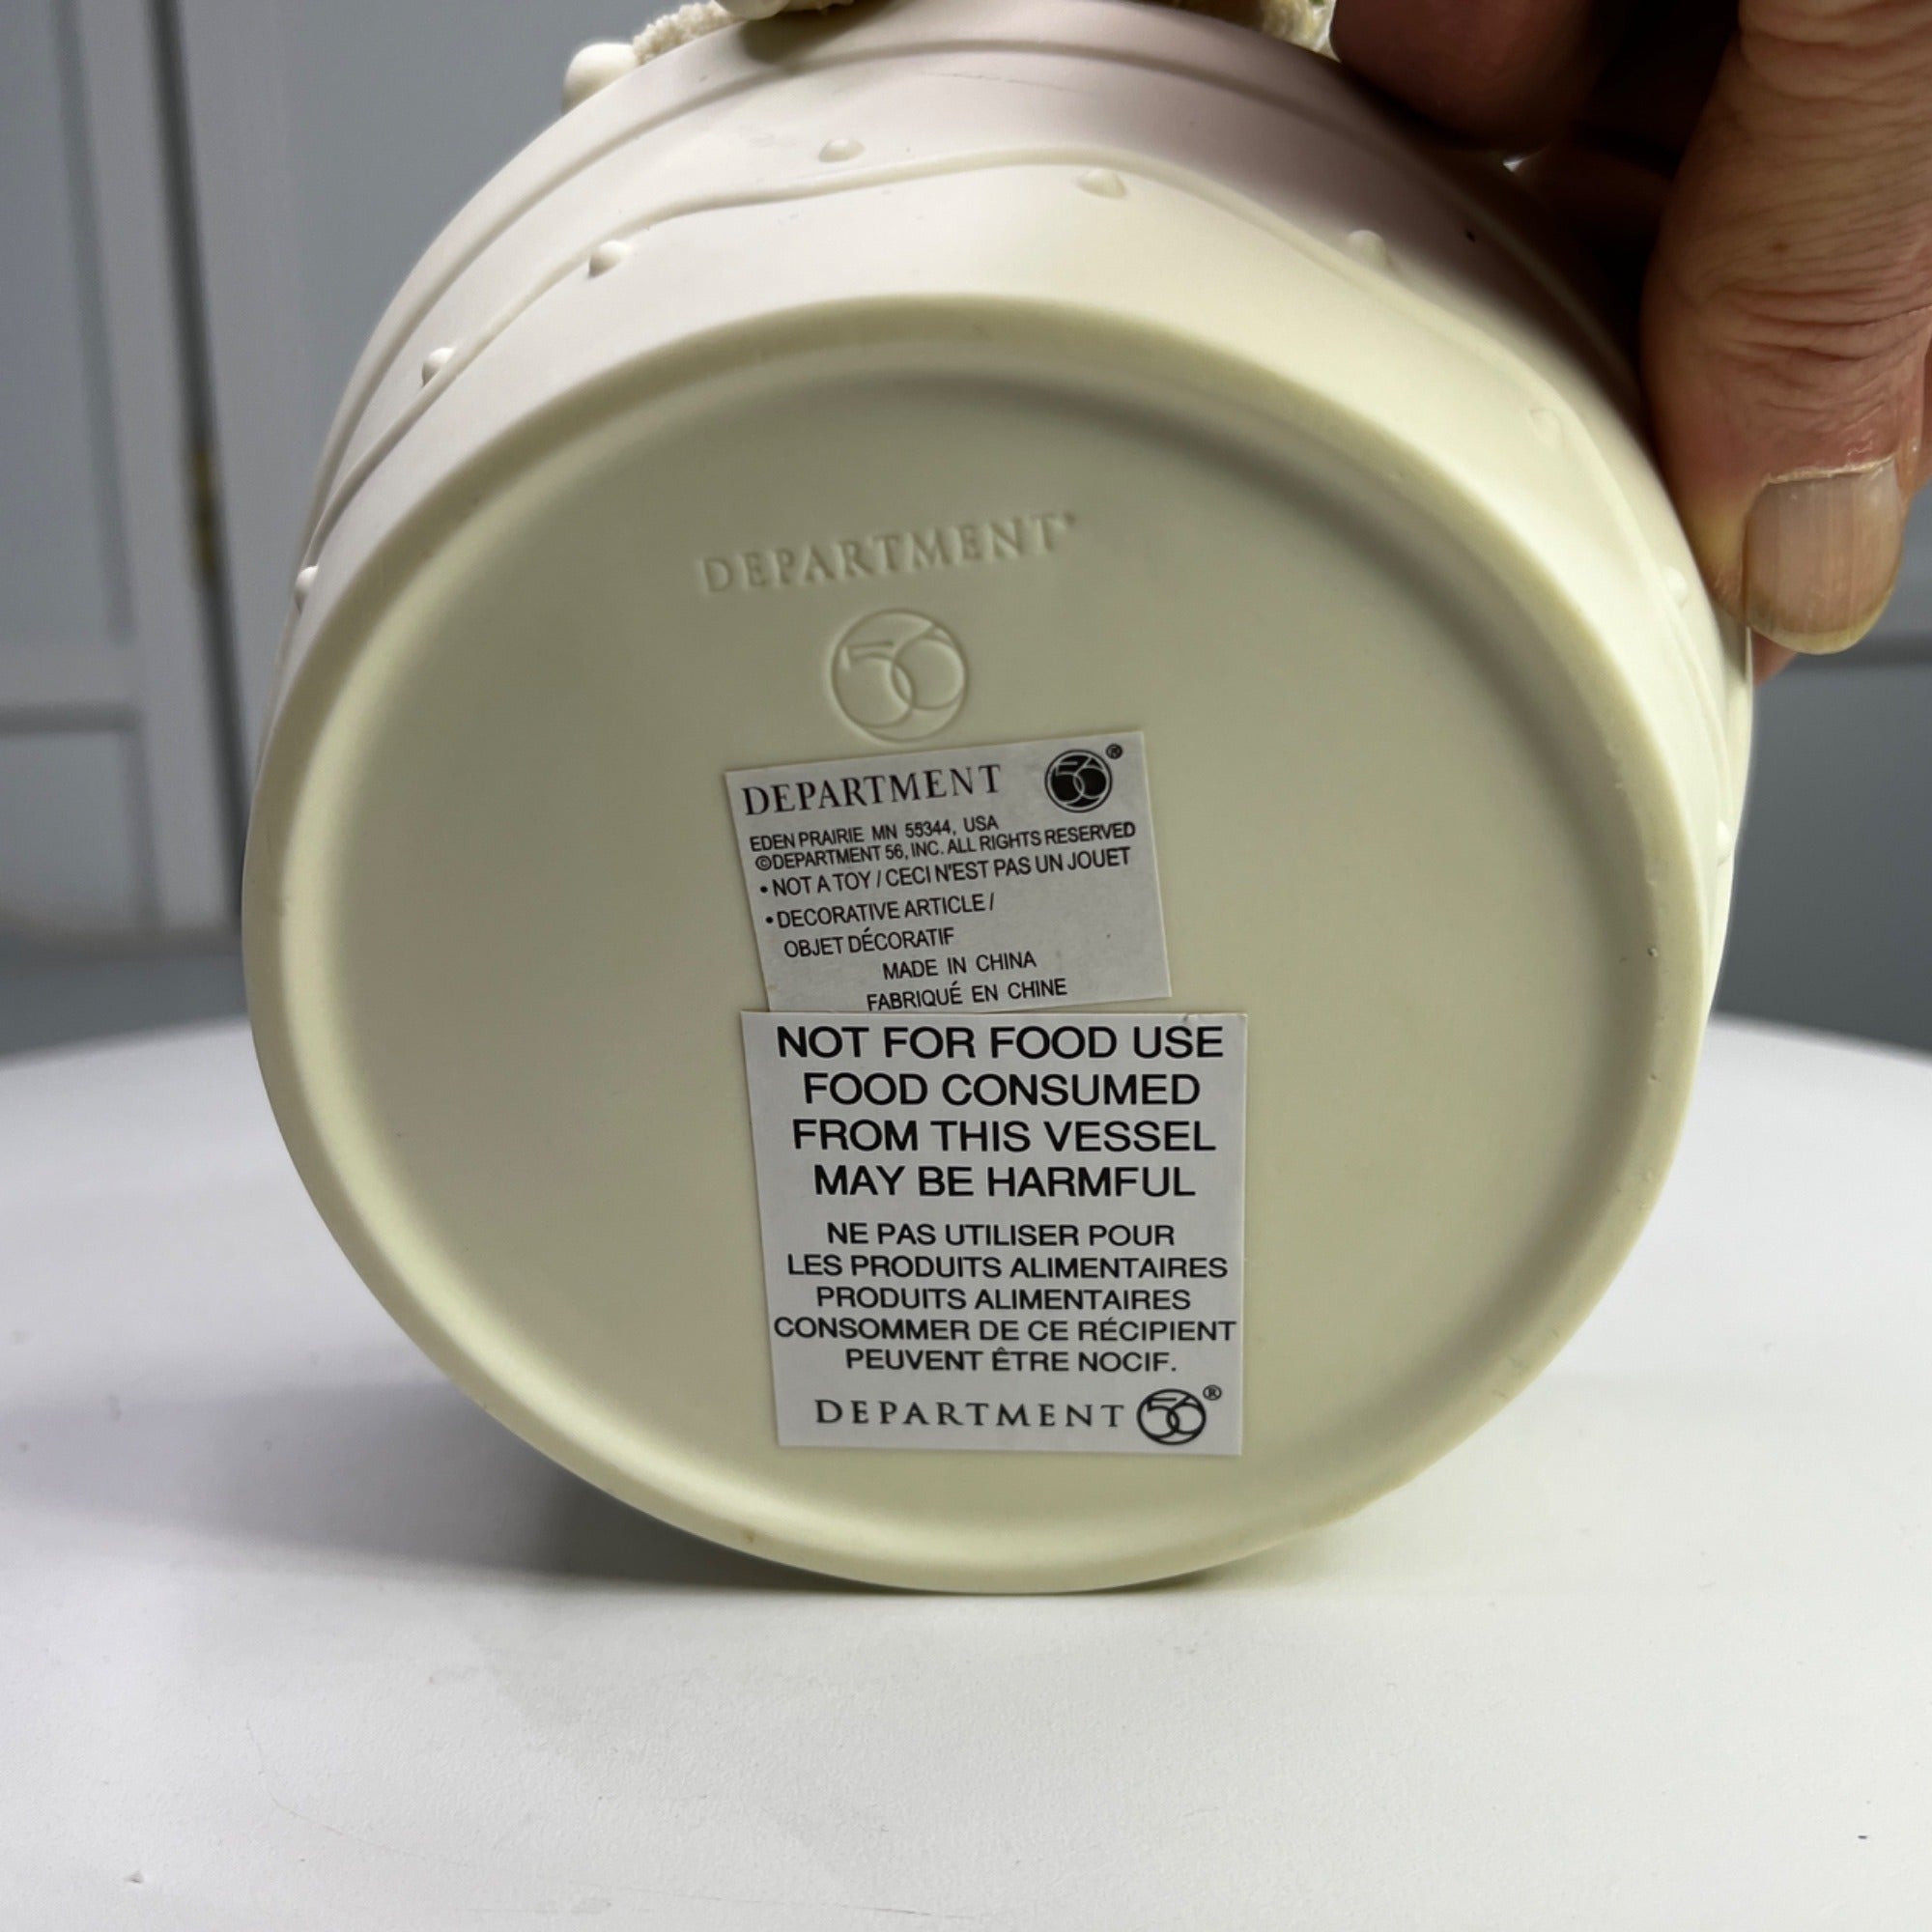 DEPARTMENT®
56
DEPARTMENT 56®
EDEN PRAIRIE MN 55344, USA
©DEPARTMENT 56, INC. ALL RIGHTS RESERVED
• NOT A TOY / CECI N'EST PAS UN JOUET
• DECORATIVE ARTICLE /
OBJET DÉCORATIF
MADE IN CHINA
FABRIQUÉ EN CHINE
NOT FOR FOOD USE
FOOD CONSUMED
FROM THIS VESSEL
MAY BE HARMFUL
NE PAS UTILISER POUR
LES PRODUITS ALIMENTAIRES
PRODUITS ALIMENTAIRES
CONSOMMER DE CE RÉCIPIENT
PEUVENT ÊTRE NOCIF.
DEPARTMENT 56®